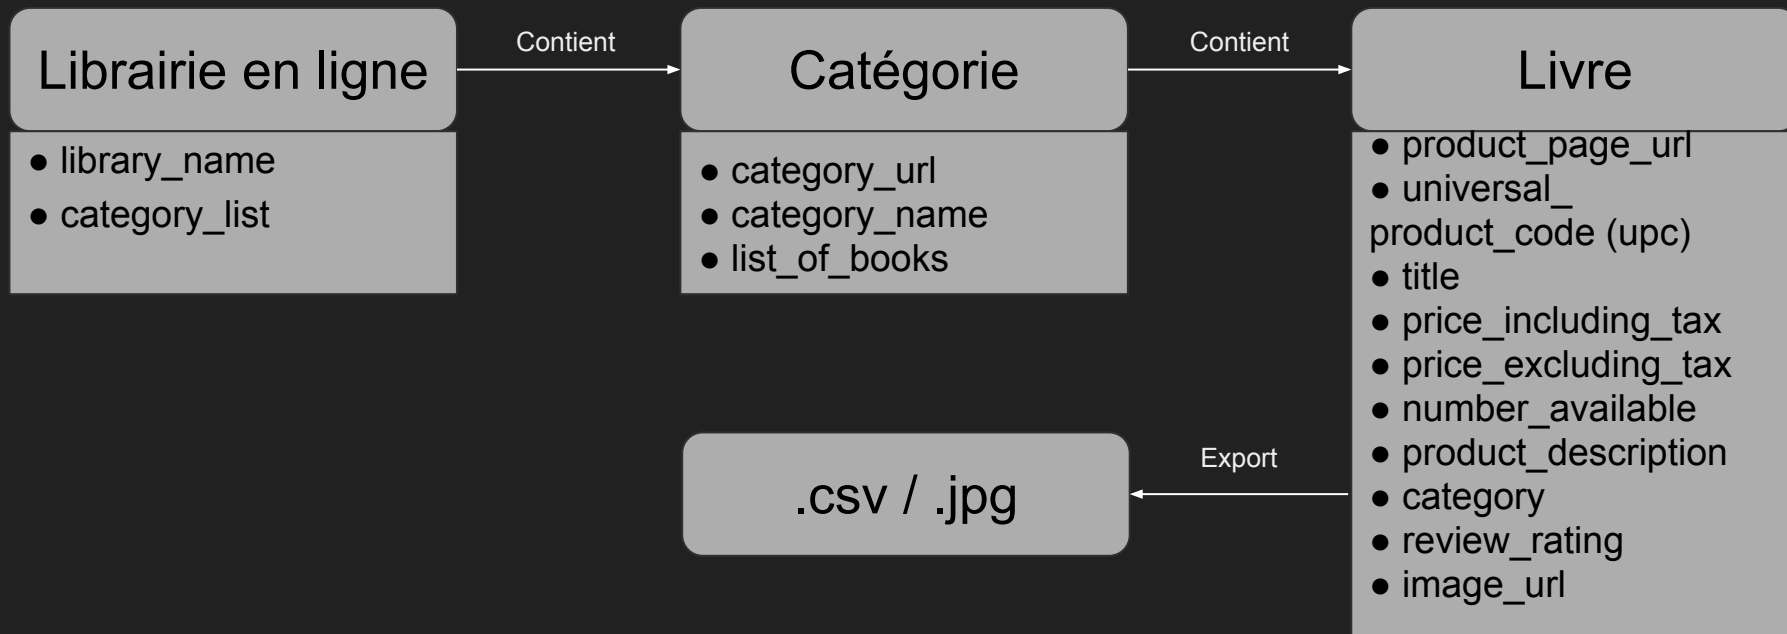 Librairie en ligne
● library_name
● category_list
Contient
Catégorie
● category_url
● category_name
● list_of_books
Contient
Livre
● product_page_url
● universal_
product_code (upc)
● title
● price_including_tax
● price_excluding_tax
● number_available
● product_description
● category
● review_rating
● image_url
Export
.csv / .jpg